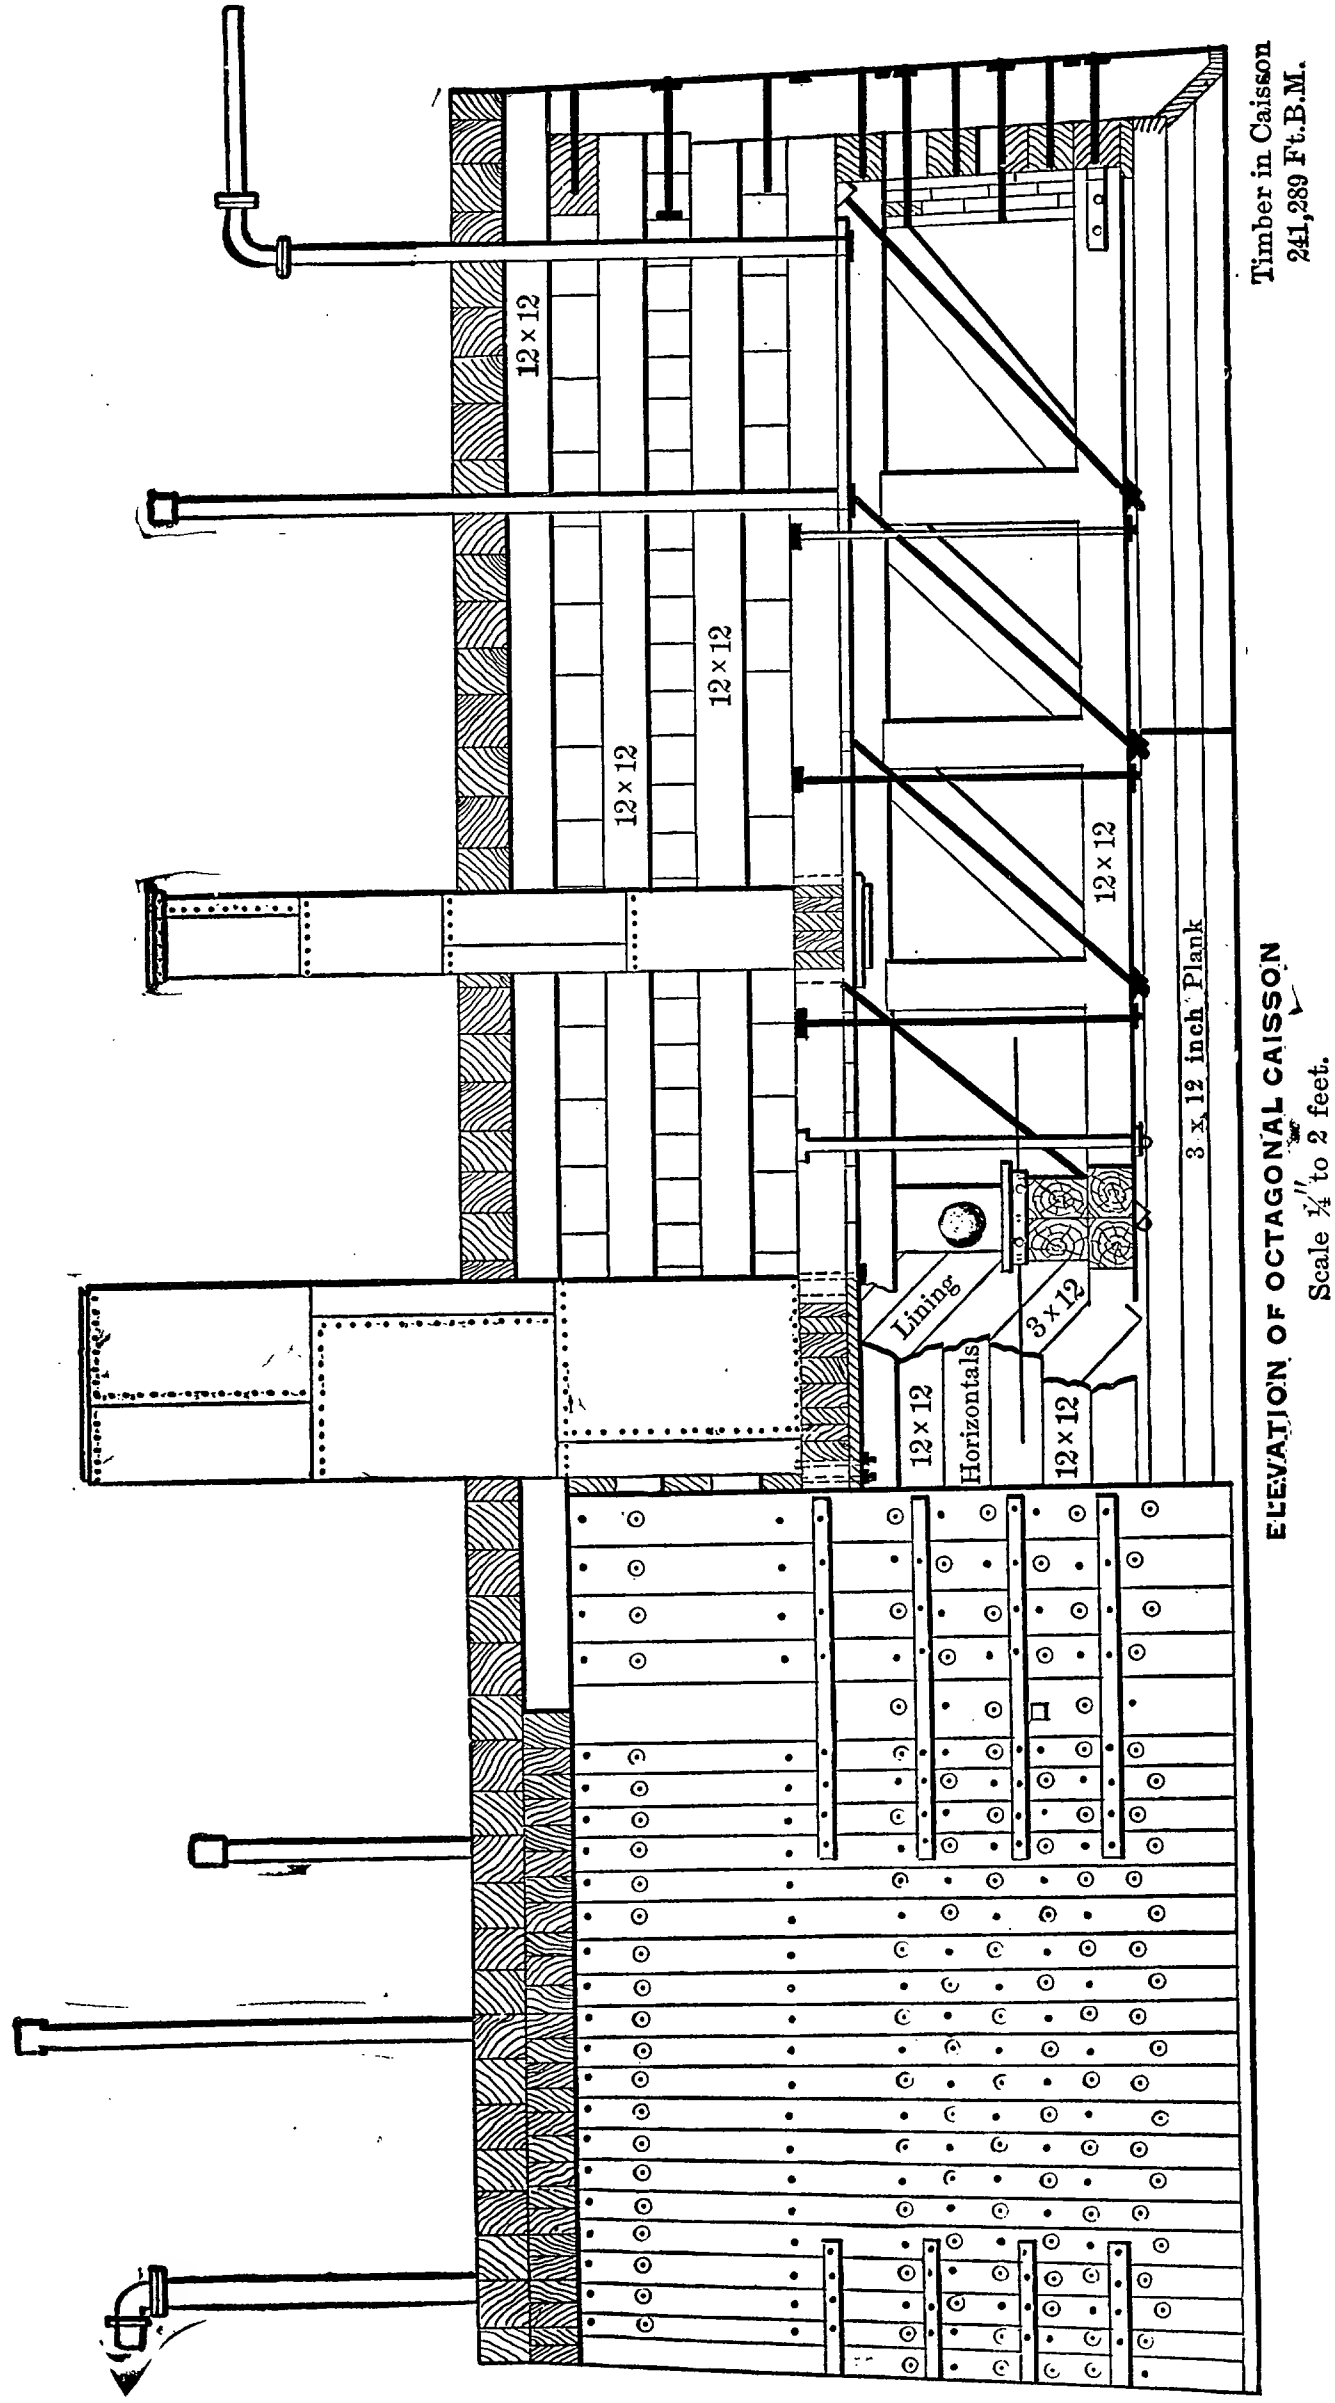 12 × 12
12 × 12
12 × 12
12 × 12
Lining
3 × 12
12 × 12
Horizontals
12 × 12
3 x 12 inch Plank
ELEVATION OF OCTAGONAL CAISSON
Scale ¼" to 2 feet.
Timber in Caisson
241,289 Ft.B.M.